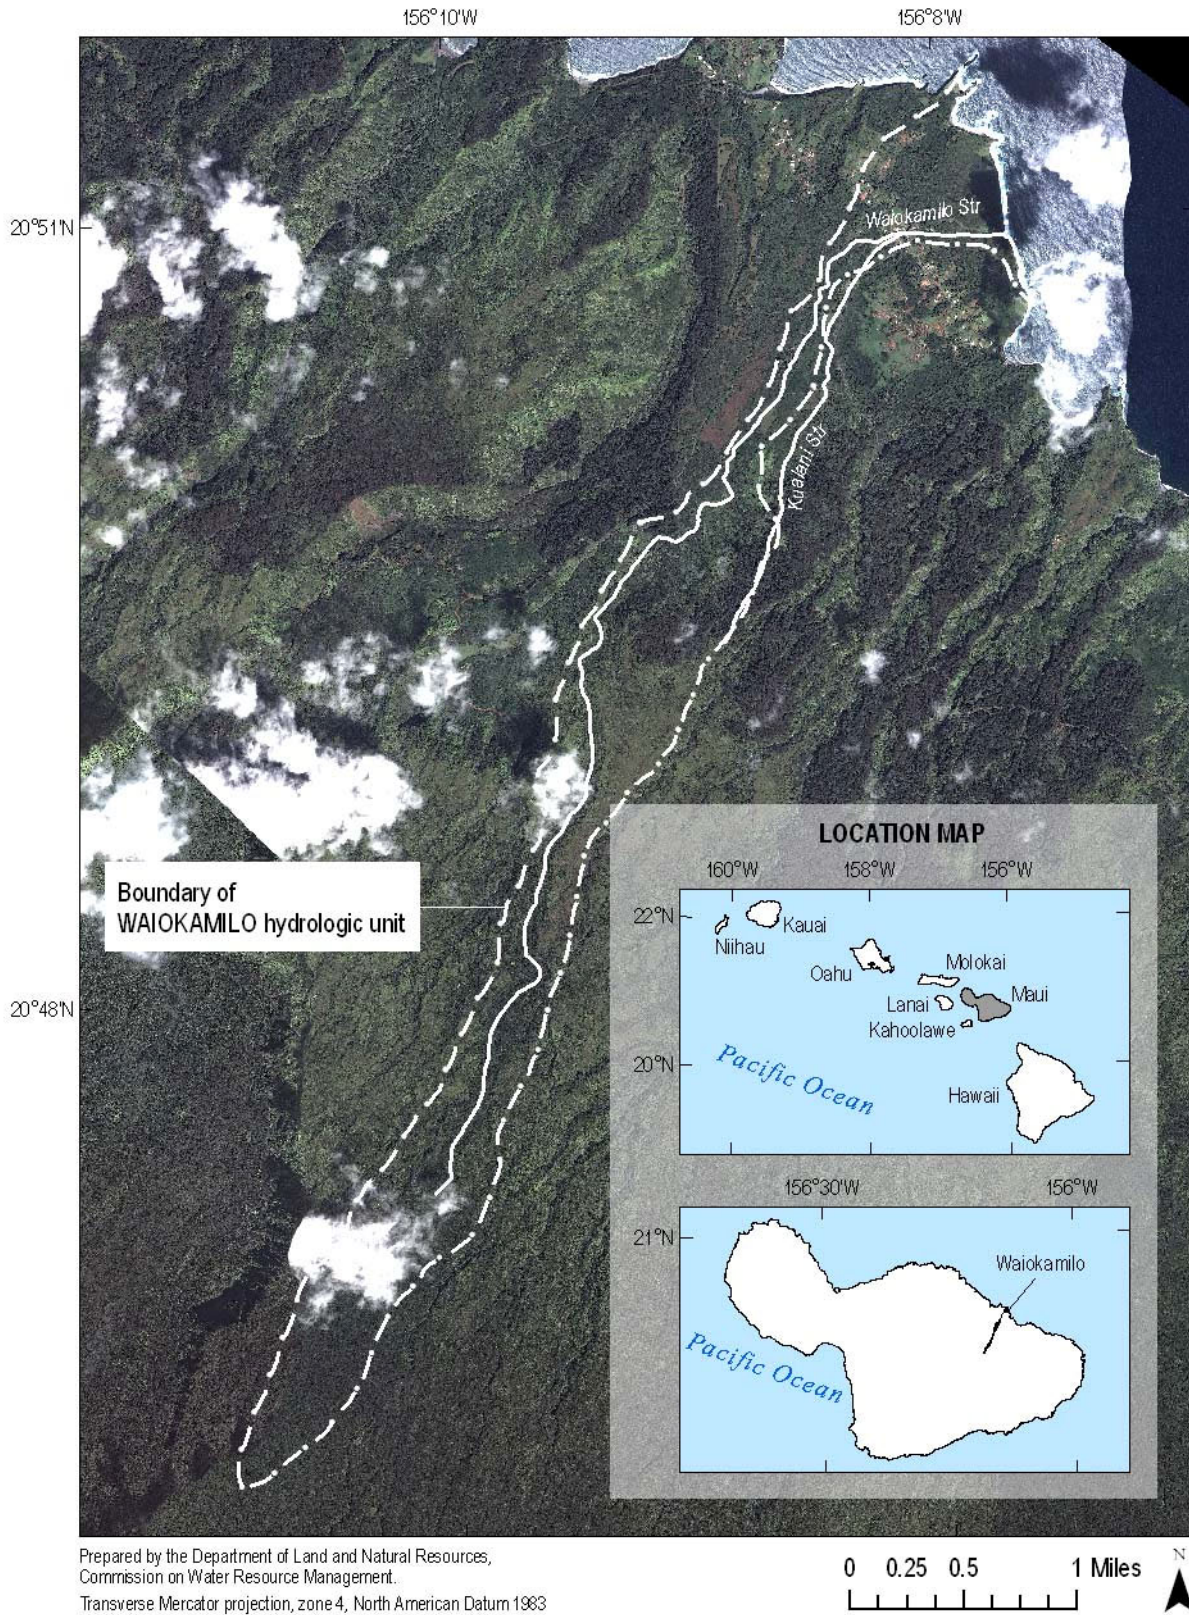 156°10'W
156°8'W
20°51'N
Waiokamilo Str
Kualani Str
Boundary of
WAIOKAMILO hydrologic unit
20°48'N
LOCATION MAP
160°W
158°W
156°W
22°N
Kauai
Niihau
Oahu
Molokai
Lanai
Maui
Kahoolawe
20°N
Pacific Ocean
Hawaii
156°30'W
156°W
21°N
Waiokamilo
Pacific Ocean
Prepared by the Department of Land and Natural Resources,
Commission on Water Resource Management.
Transverse Mercator projection, zone 4, North American Datum 1983
0 0.25 0.5 1 Miles
N